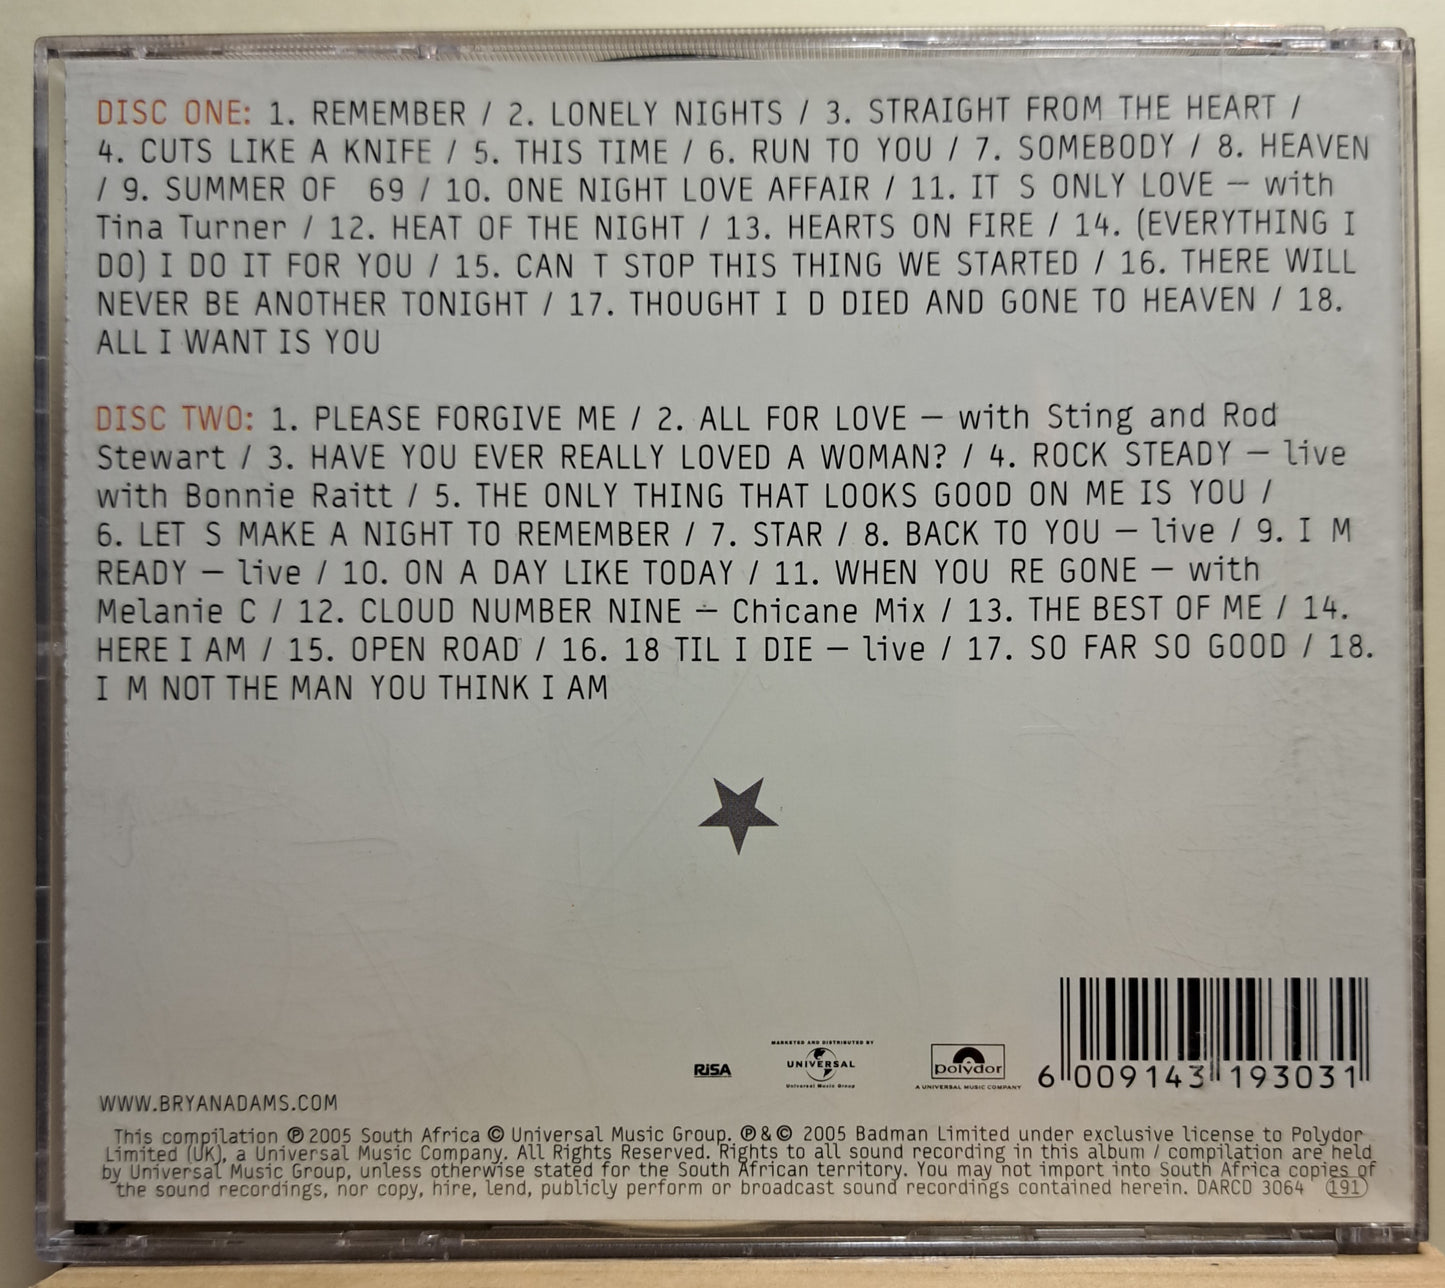 DISC ONE: 1. REMEMBER / 2. LONELY NIGHTS / 3. STRAIGHT FROM THE HEART /
4. CUTS LIKE A KNIFE / 5. THIS TIME / 6. RUN TO YOU / 7. SOMEBODY / 8. HEAVEN
/ 9. SUMMER OF 69 / 10. ONE NIGHT LOVE AFFAIR / 11. IT S ONLY LOVE – with
Tina Turner / 12. HEAT OF THE NIGHT / 13. HEARTS ON FIRE / 14. (EVERYTHING I
DO) I DO IT FOR YOU / 15. CAN T STOP THIS THING WE STARTED / 16. THERE WILL
NEVER BE ANOTHER TONIGHT / 17. THOUGHT I D DIED AND GONE TO HEAVEN / 18.
ALL I WANT IS YOU
DISC TWO: 1. PLEASE FORGIVE ME / 2. ALL FOR LOVE – with Sting and Rod
Stewart / 3. HAVE YOU EVER REALLY LOVED A WOMAN? / 4. ROCK STEADY – live
with Bonnie Raitt / 5. THE ONLY THING THAT LOOKS GOOD ON ME IS YOU /
6. LET S MAKE A NIGHT TO REMEMBER / 7. STAR / 8. BACK TO YOU – live / 9. I M
READY – live / 10. ON A DAY LIKE TODAY / 11. WHEN YOU RE GONE – with
Melanie C / 12. CLOUD NUMBER NINE – Chicane Mix / 13. THE BEST OF ME / 14.
HERE I AM / 15. OPEN ROAD / 16. 18 TIL I DIE – live / 17. SO FAR SO GOOD / 18.
I M NOT THE MAN YOU THINK I AM
RiSA
MARKETED AND DISTRIBUTED BY
UNIVERSAL
Universal Music Group
polydor
A UNIVERSAL MUSIC COMPANY
6 009143 193031
WWW.BRYANADAMS.COM
This compilation ℗ 2005 South Africa © Universal Music Group. ℗ & © 2005 Badman Limited under exclusive license to Polydor
Limited (UK), a Universal Music Company. All Rights Reserved. Rights to all sound recording in this album / compilation are held
by Universal Music Group, unless otherwise stated for the South African territory. You may not import into South Africa copies of
the sound recordings, nor copy, hire, lend, publicly perform or broadcast sound recordings contained herein. DARCD 3064 191